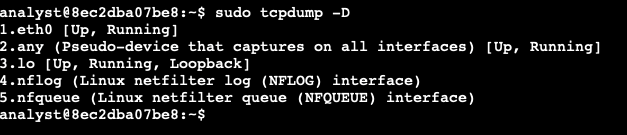 analyst@8ec2dba07be8:~$ sudo tcpdump -D
1.eth0 [Up, Running]
2.any (Pseudo-device that captures on all interfaces) [Up, Running]
3.lo [Up, Running, Loopback]
4.nflog (Linux netfilter log (NFLOG) interface)
5.nfqueue (Linux netfilter queue (NFQUEUE) interface)
analyst@8ec2dba07be8:~$